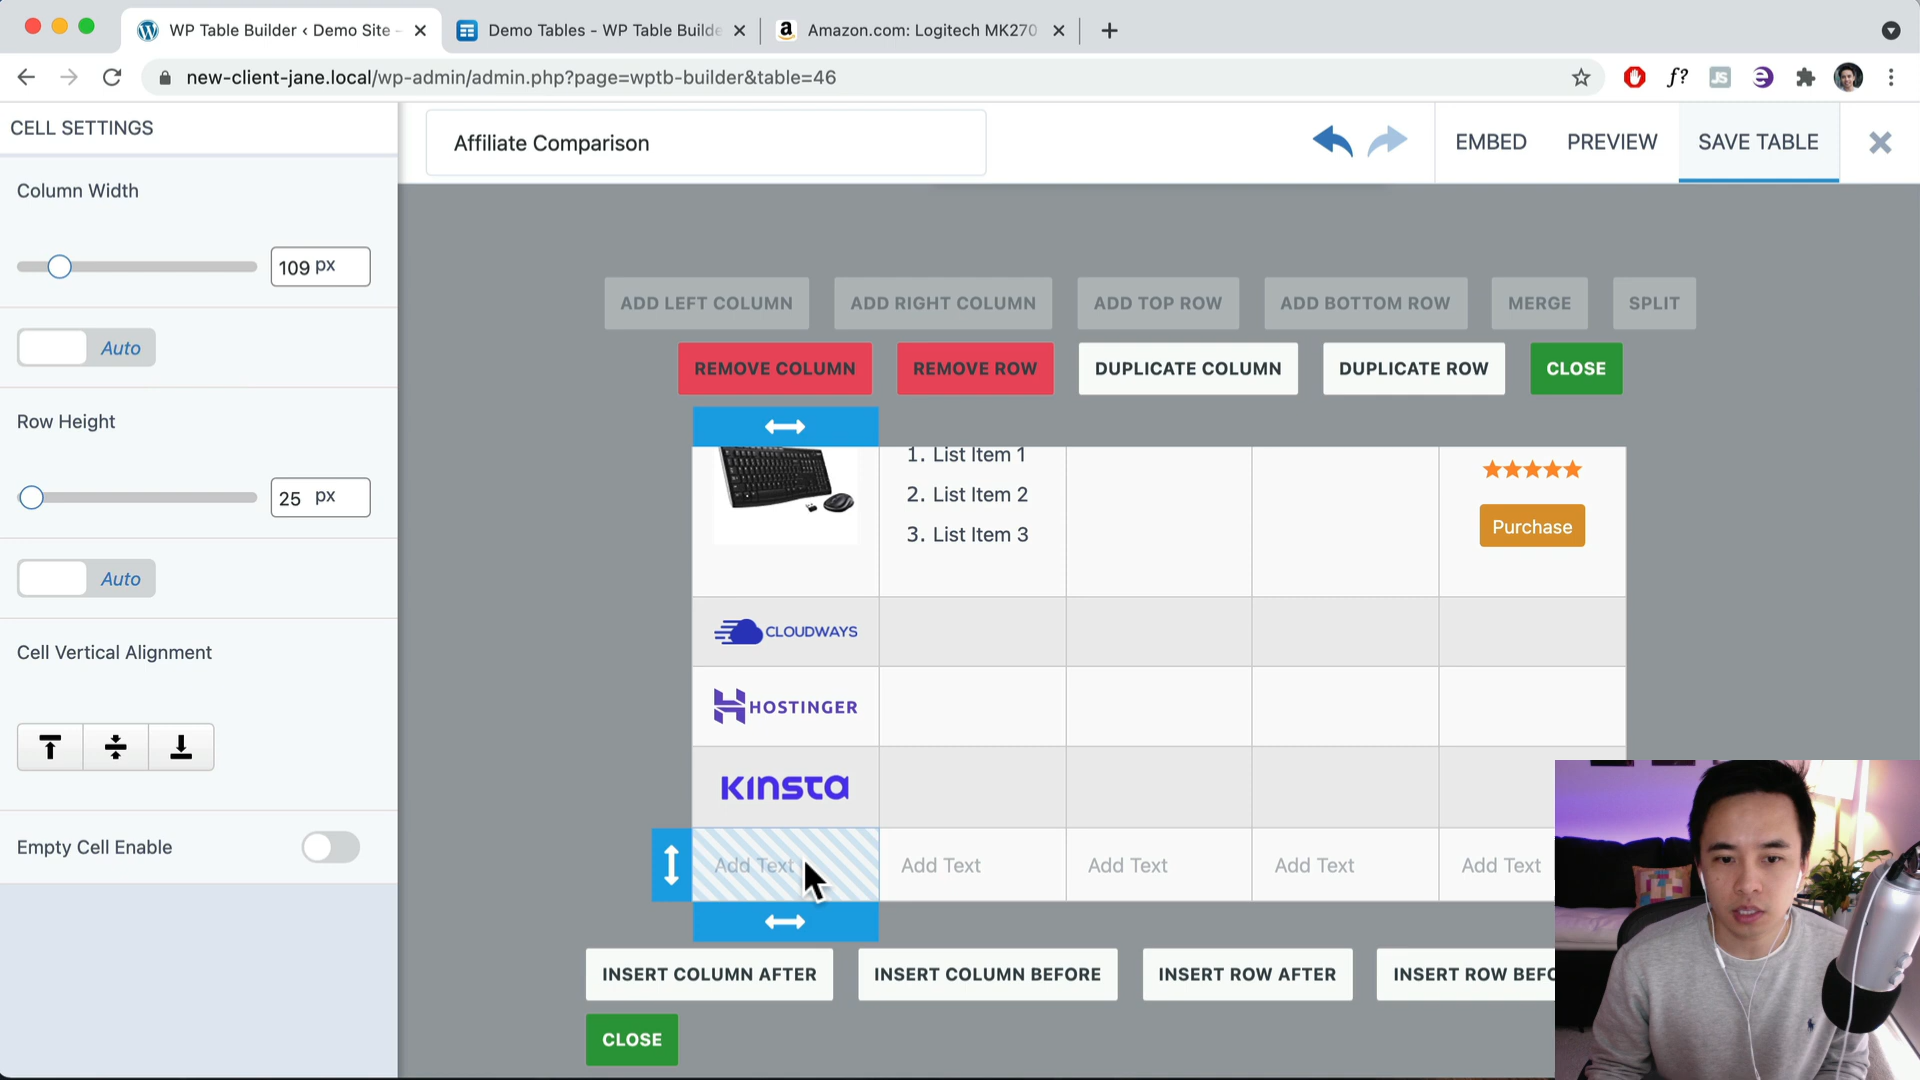 WP Table Builder ‹ Demo Site -
Demo Tables - WP Table Builde
Amazon.com: Logitech MK270
new-client-jane.local/wp-admin/admin.php?page=wptb-builder&table=46
f?
JS
CELL SETTINGS
Affiliate Comparison
EMBED
PREVIEW
SAVE TABLE
Column Width
109 px
Auto
Row Height
25 px
Auto
Cell Vertical Alignment
Empty Cell Enable
ADD LEFT COLUMN
ADD RIGHT COLUMN
ADD TOP ROW
ADD BOTTOM ROW
MERGE
SPLIT
REMOVE COLUMN
REMOVE ROW
DUPLICATE COLUMN
DUPLICATE ROW
CLOSE
1. List Item 1
2. List Item 2
3. List Item 3
Purchase
CLOUDWAYS
HOSTINGER
KINSTA
Add Text
Add Text
Add Text
Add Text
Add Text
INSERT COLUMN AFTER
INSERT COLUMN BEFORE
INSERT ROW AFTER
INSERT ROW BEFO
CLOSE